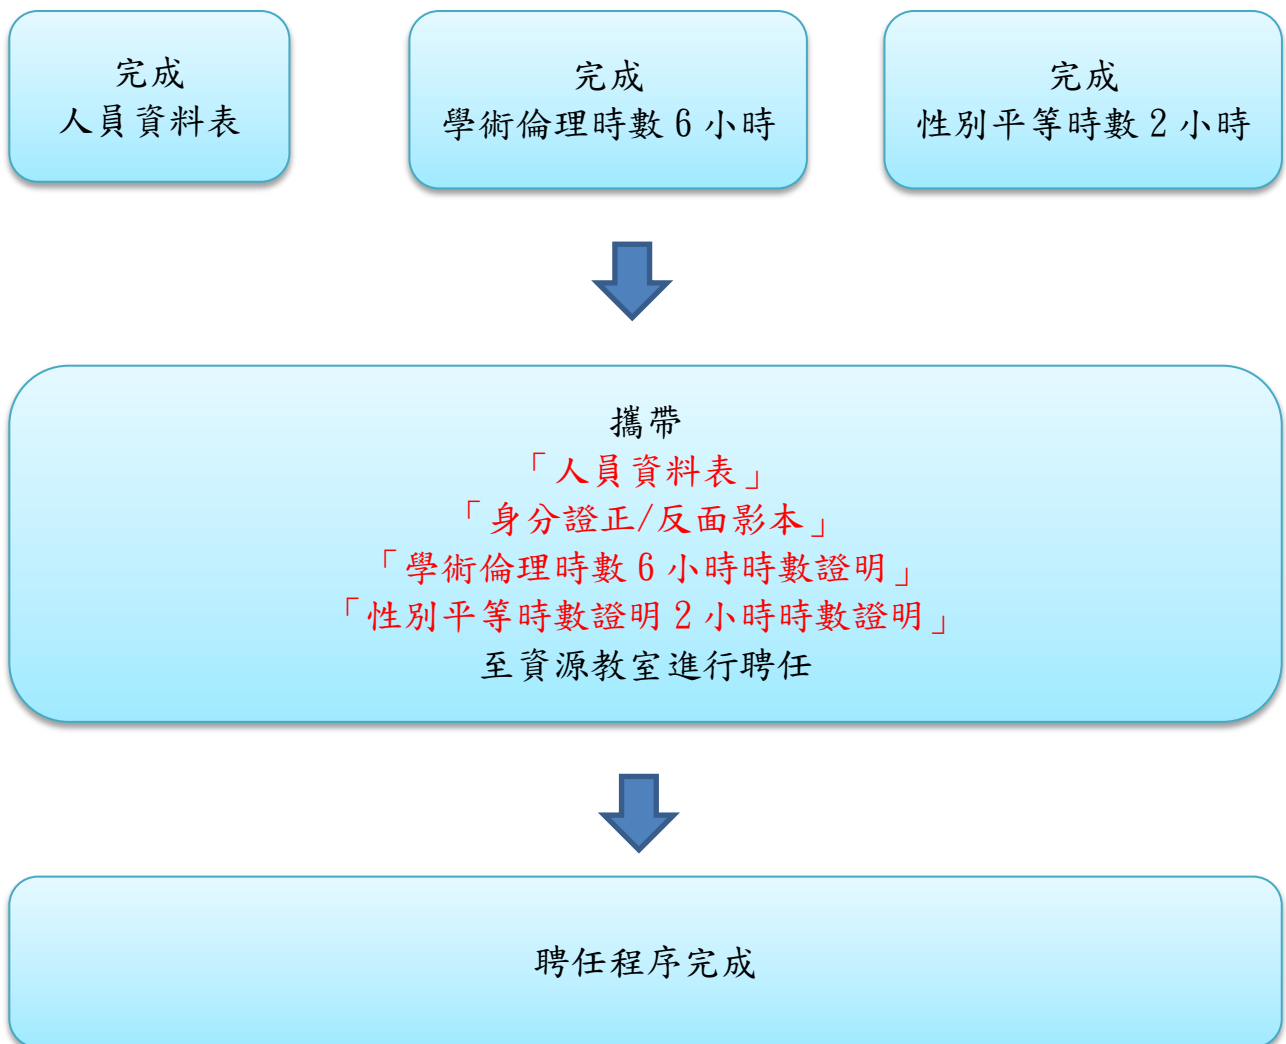 完成
人員資料表
完成
學術倫理時數 6 小時
完成
性別平等時數 2 小時
攜帶
「人員資料表」
「身分證正/反面影本」
「學術倫理時數 6 小時時數證明」
「性別平等時數證明 2 小時時數證明」
至資源教室進行聘任
聘任程序完成